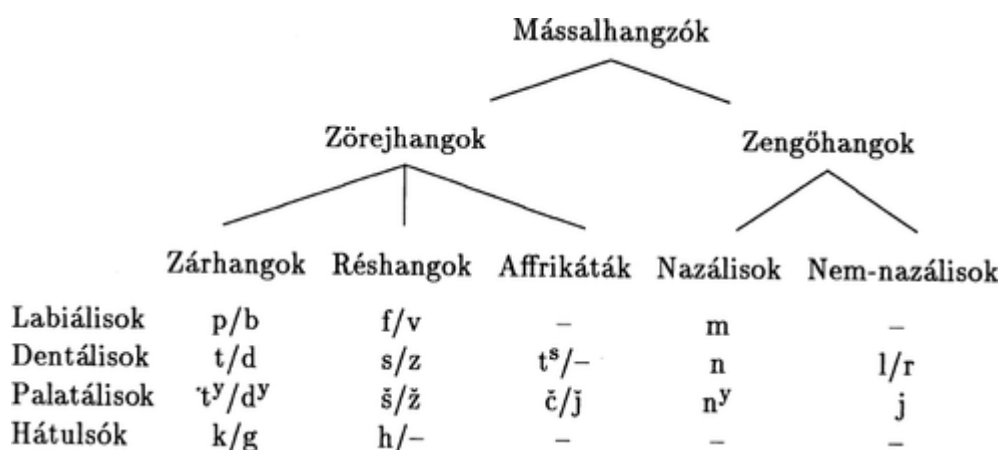 Mássalhangzók
Zörejhangok Zengőhangok
Zárhangok Réshangok Affrikáták Nazálisok Nem-nazálisok
Labiálisok p/b f/v – m –
Dentálisok t/d s/z tˢ/– n l/r
Palatálisok tʸ/dʸ š/ž č/ǰ nʸ j
Hátulsók k/g h/– – – –